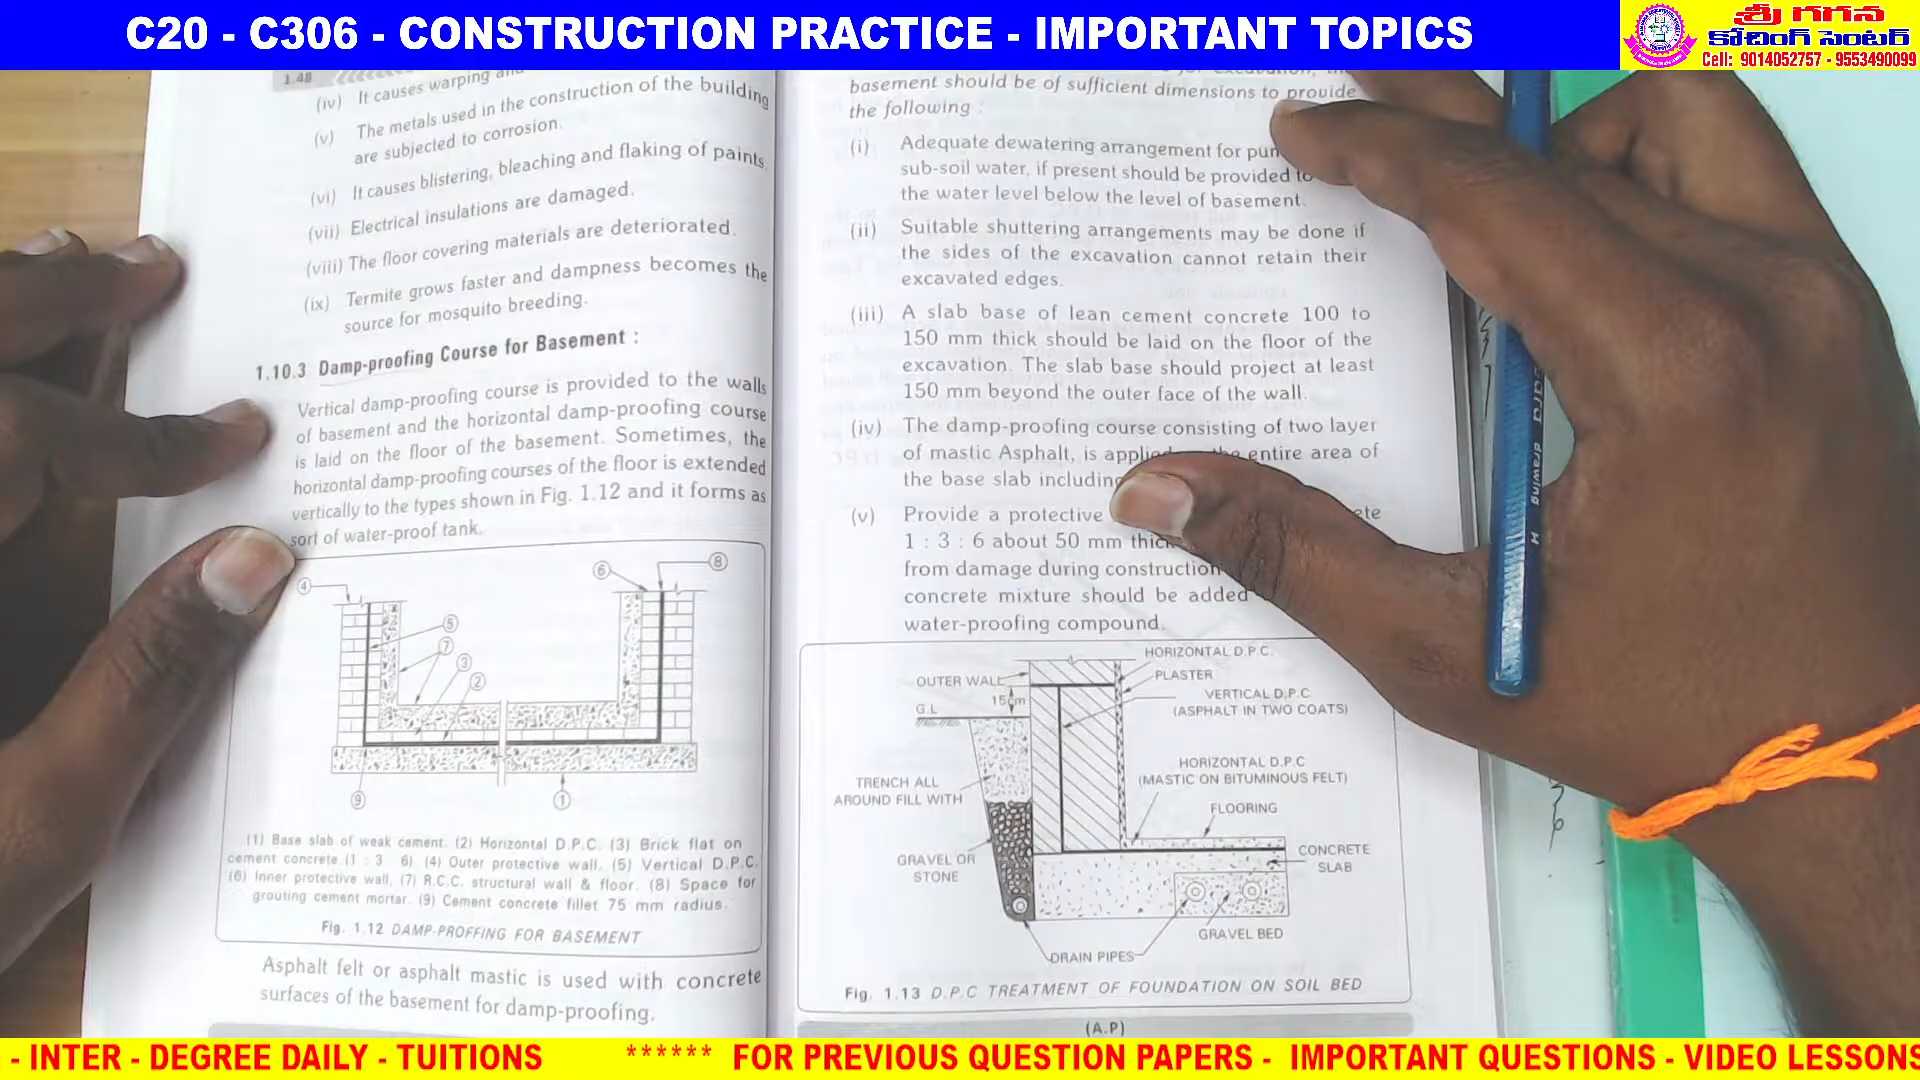 C20 - C306 - CONSTRUCTION PRACTICE - IMPORTANT TOPICS
శ్రీ గగన
కోచింగ్ సెంటర్
Cell: 9014052757 - 9553490099
1.48
(iv) It causes warping
(v) The metals used in the construction of the building
are subjected to corrosion.
(vi) It causes blistering, bleaching and flaking of paints.
(vii) Electrical insulations are damaged.
(viii) The floor covering materials are deteriorated.
(ix) Termite grows faster and dampness becomes the
source for mosquito breeding.
1.10.3 Damp-proofing Course for Basement :
Vertical damp-proofing course is provided to the walls
of basement and the horizontal damp-proofing course
is laid on the floor of the basement. Sometimes, the
horizontal damp-proofing courses of the floor is extended
vertically to the types shown in Fig. 1.12 and it forms as
sort of water-proof tank.
4
6
8
5
7
3
2
9
1
(1) Base slab of weak cement. (2) Horizontal D.P.C. (3) Brick flat on
cement concrete (1 : 3 : 6). (4) Outer protective wall. (5) Vertical D.P.C.
(6) Inner protective wall, (7) R.C.C. structural wall & floor. (8) Space for
grouting cement mortar. (9) Cement concrete fillet 75 mm radius.
Fig. 1.12 DAMP-PROFFING FOR BASEMENT
Asphalt felt or asphalt mastic is used with concrete
surfaces of the basement for damp-proofing.
basement should be of sufficient dimensions to provide
the following :
(i) Adequate dewatering arrangement for
sub-soil water, if present should be provided to
the water level below the level of basement.
(ii) Suitable shuttering arrangements may be done if
the sides of the excavation cannot retain their
excavated edges.
(iii) A slab base of lean cement concrete 100 to
150 mm thick should be laid on the floor of the
excavation. The slab base should project at least
150 mm beyond the outer face of the wall.
(iv) The damp-proofing course consisting of two layer
of mastic Asphalt, is entire area of
the base slab including
(v) Provide a protective
1 : 3 : 6 about 50 mm thick
from damage during construction
concrete mixture should be added
water-proofing compound.
HORIZONTAL D.P.C.
OUTER WALL
PLASTER
15cm
VERTICAL D.P.C
G.L
(ASPHALT IN TWO COATS)
HORIZONTAL D.P.C
TRENCH ALL
(MASTIC ON BITUMINOUS FELT)
AROUND FILL WITH
FLOORING
GRAVEL OR
STONE
CONCRETE
SLAB
GRAVEL BED
DRAIN PIPES
Fig. 1.13 D.P.C TREATMENT OF FOUNDATION ON SOIL BED
(A.P)
drawing H
- INTER - DEGREE DAILY - TUITIONS ****** FOR PREVIOUS QUESTION PAPERS - IMPORTANT QUESTIONS - VIDEO LESSONS